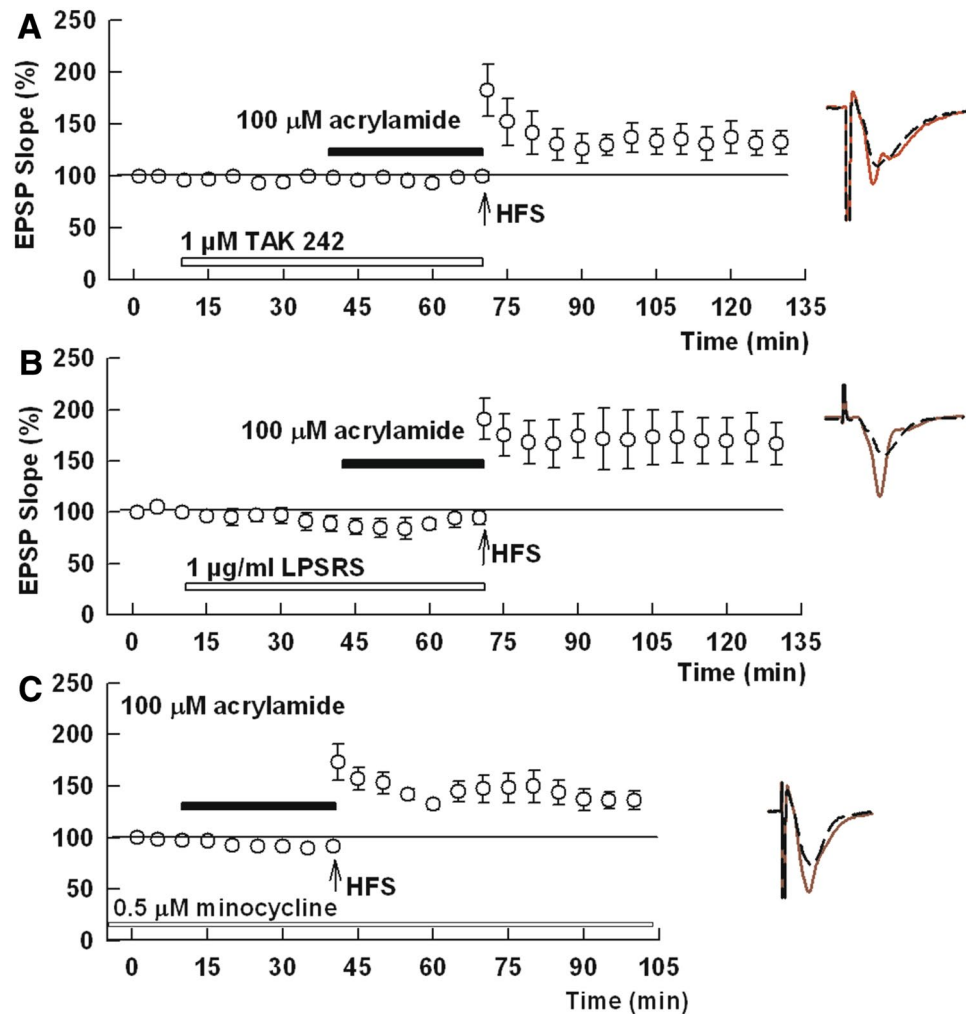 A
EPSP Slope (%)
250
200
150
100
50
0
100 μM acrylamide
HFS
1 μM TAK 242
0 15 30 45 60 75 90 105 120 135
Time (min)
B
EPSP Slope (%)
250
200
150
100
50
0
100 μM acrylamide
HFS
1 μg/ml LPSRS
0 15 30 45 60 75 90 105 120 135
Time (min)
C
EPSP Slope (%)
250
200
150
100
50
0
100 μM acrylamide
HFS
0.5 μM minocycline
0 15 30 45 60 75 90 105
Time (min)